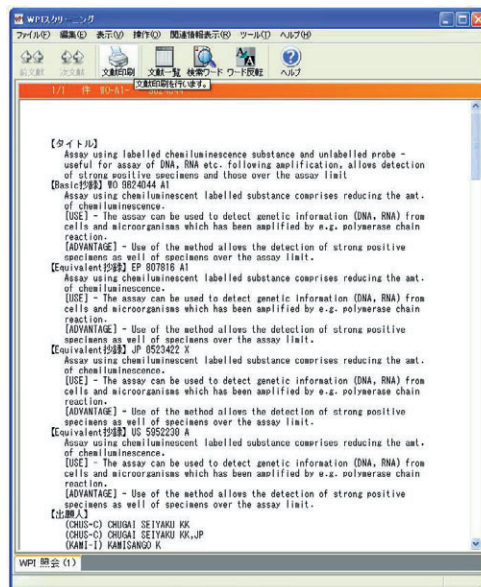 WPIスクリーニング
ファイル(F) 編集(E) 表示(V) 操作(O) 関連情報表示(R) ツール(T) ヘルプ(H)
前文献 次文献 文献印刷 文献一覧 検索ワード ワード反転 ヘルプ
文献印刷を行います。
1/1 件 WO-A1- 9824044
【タイトル】
Assay using labelled chemiluminescence substance and unlabelled probe -
useful for assay of DNA, RNA etc. following amplification, allows detection
of strong positive specimens and those over the assay limit
【Basic抄録】 WO 9624044 A1
Assay using chemiluminescent labelled substance comprises reducing the amt.
of chemiluminescence.
[USE] - The assay can be used to detect genetic information (DNA, RNA) from
cells and microorganisms which has been amplified by e.g. polymerase chain
reaction.
[ADVANTAGE] - Use of the method allows the detection of strong positive
specimens as well of specimens over the assay limit.
【Equivalent抄録】 EP 807816 A1
Assay using chemiluminescent labelled substance comprises reducing the amt.
of chemiluminescence.
[USE] - The assay can be used to detect genetic information (DNA, RNA) from
cells and microorganisms which has been amplified by e.g. polymerase chain
reaction.
[ADVANTAGE] - Use of the method allows the detection of strong positive
specimens as well of specimens over the assay limit.
【Equivalent抄録】 JP 8523422 X
Assay using chemiluminescent labelled substance comprises reducing the amt.
of chemiluminescence.
[USE] - The assay can be used to detect genetic information (DNA, RNA) from
cells and microorganisms which has been amplified by e.g. polymerase chain
reaction.
[ADVANTAGE] - Use of the method allows the detection of strong positive
specimens as well of specimens over the assay limit.
【Equivalent抄録】 US 5952230 A
Assay using chemiluminescent labelled substance comprises reducing the amt.
of chemiluminescence.
[USE] - The assay can be used to detect genetic information (DNA, RNA) from
cells and microorganisms which has been amplified by e.g. polymerase chain
reaction.
[ADVANTAGE] - Use of the method allows the detection of strong positive
specimens as well of specimens over the assay limit.
【出願人】
(CHUS-C) CHUGAI SEIYAKU KK
(CHUS-C) CHUGAI SEIYAKU KK,JP
(KAMI-I) KAMISANGO K
WPI 照会 (1)